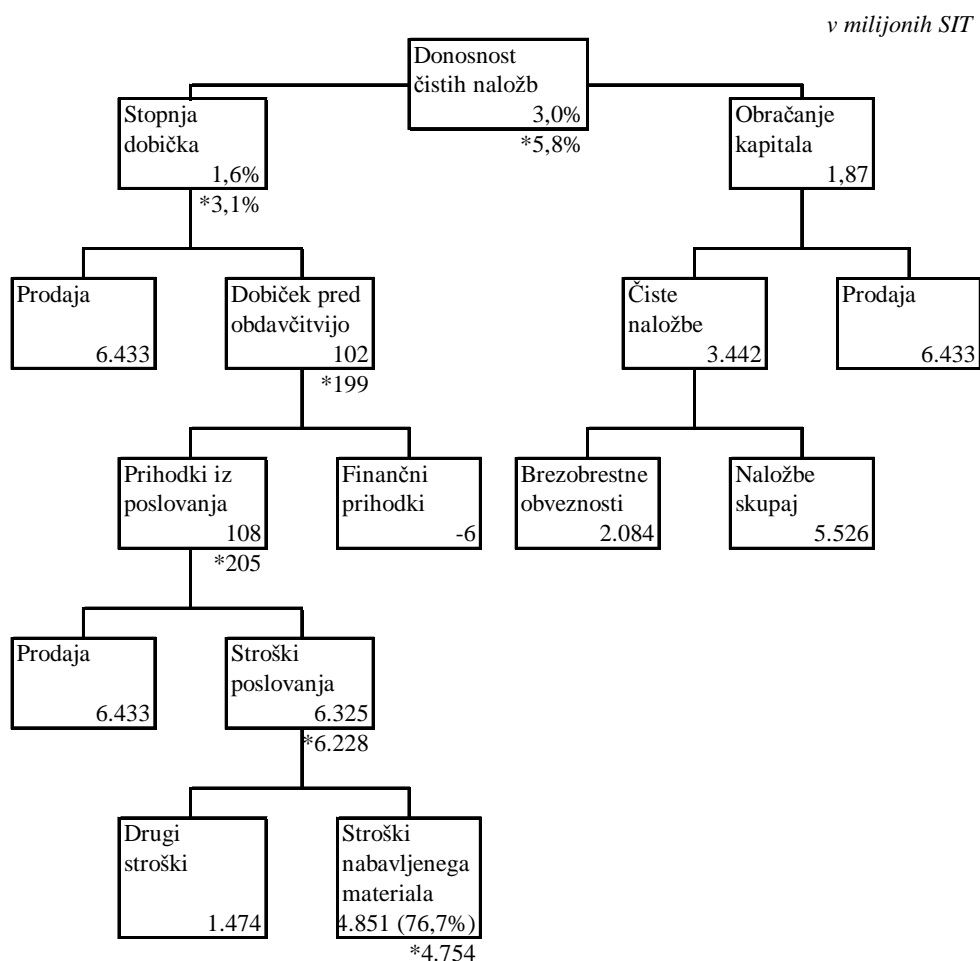 v milijonih SIT
Donosnost
čistih naložb
3,0%
*5,8%
Stopnja
dobička
1,6%
*3,1%
Obračanje
kapitala
1,87
Prodaja
6.433
Dobiček pred
obdavčitvijo
102
*199
Čiste
naložbe
3.442
Prodaja
6.433
Prihodki iz
poslovanja
108
*205
Finančni
prihodki
-6
Brezobrestne
obveznosti
2.084
Naložbe
skupaj
5.526
Prodaja
6.433
Stroški
poslovanja
6.325
*6.228
Drugi
stroški
1.474
Stroški
nabavljenega
materiala
4.851 (76,7%)
*4.754